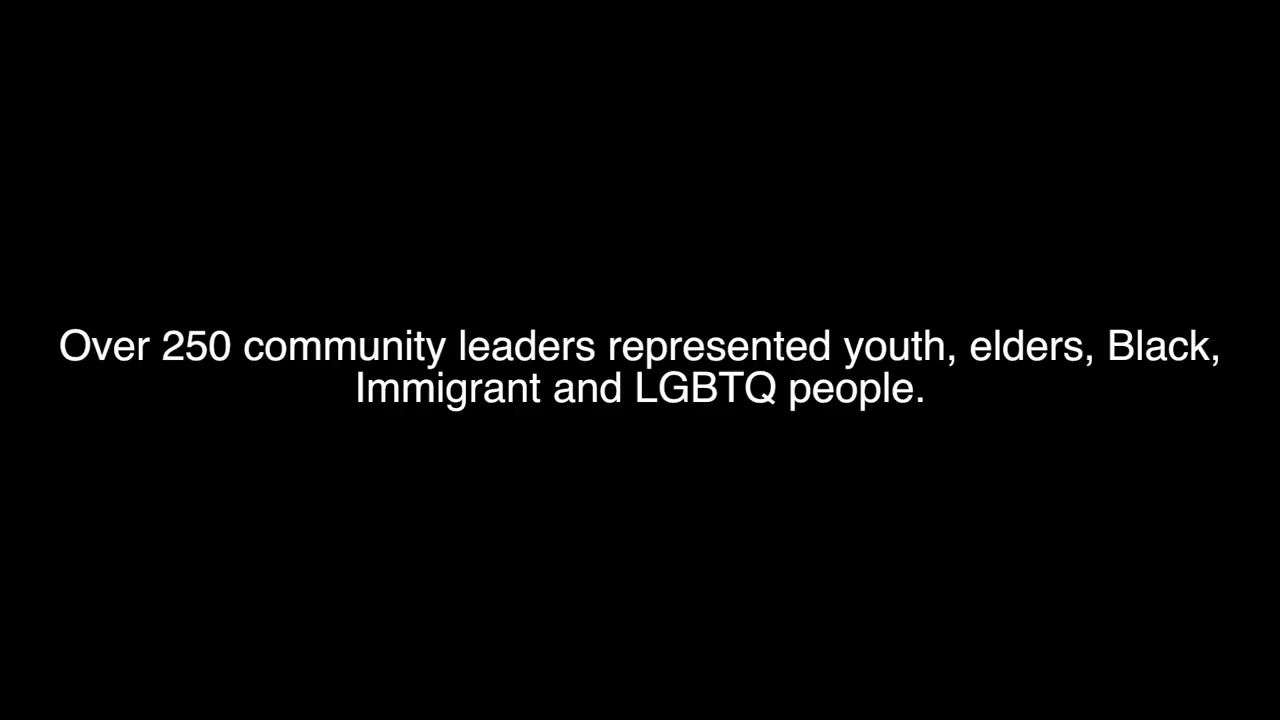 Over 250 community leaders represented youth, elders, Black,
Immigrant and LGBTQ people.